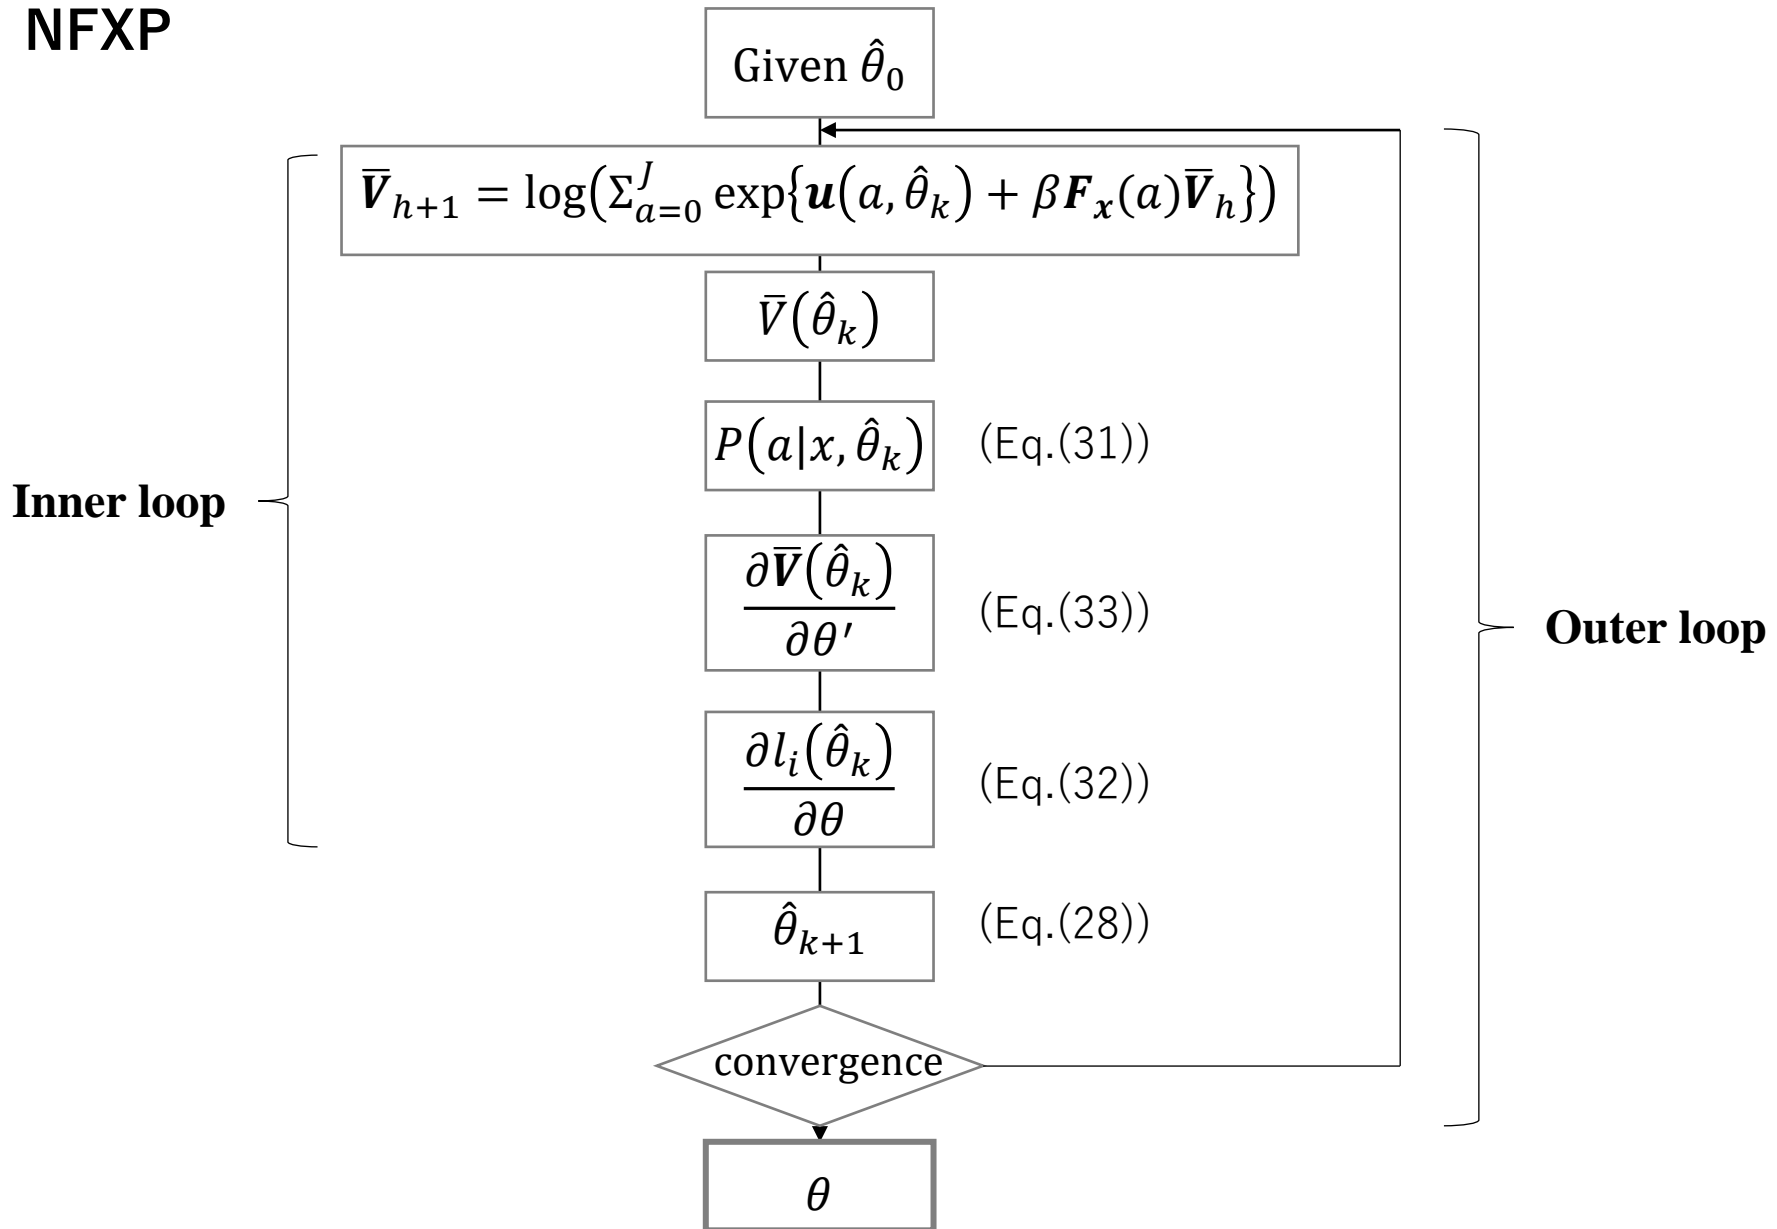 NFXP
Given θ̂₀
V̄ₕ₊₁ = log(Σ_{a=0}^{J} exp{u(a, θ̂ₖ) + βFₓ(a)V̄ₕ})
V̄(θ̂ₖ)
P(a|x, θ̂ₖ) (Eq.(31))
Inner loop
∂V̄(θ̂ₖ)
∂θ′
(Eq.(33))
Outer loop
∂lᵢ(θ̂ₖ)
∂θ
(Eq.(32))
θ̂ₖ₊₁ (Eq.(28))
convergence
θ